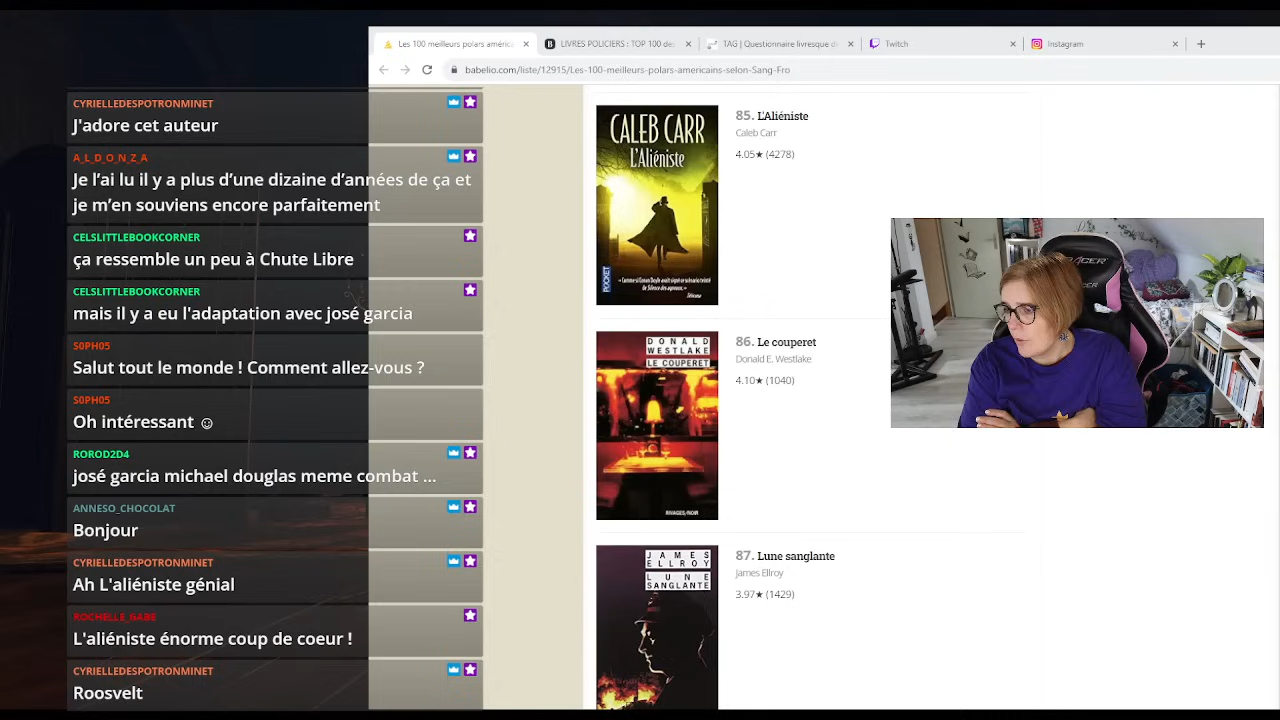 Les 100 meilleurs polars américa
LIVRES POLICIERS : TOP 100 des
TAG | Questionnaire livresque di
Twitch
Instagram
babelio.com/liste/12915/Les-100-meilleurs-polars-americains-selon-Sang-Fro
CYRIELLEDESPOTRONMINET
J'adore cet auteur
A_L_D_O_N_Z_A
Je l'ai lu il y a plus d'une dizaine d'années de ça et
je m'en souviens encore parfaitement
CELSLITTLEBOOKCORNER
ça ressemble un peu à Chute Libre
CELSLITTLEBOOKCORNER
mais il y a eu l'adaptation avec josé garcia
S0PH05
Salut tout le monde ! Comment allez-vous ?
S0PH05
Oh intéressant ☺
ROROD2D4
josé garcia michael douglas meme combat ...
ANNESO_CHOCOLAT
Bonjour
CYRIELLEDESPOTRONMINET
Ah L'aliéniste génial
ROCHELLE_GABE
L'aliéniste énorme coup de coeur !
CYRIELLEDESPOTRONMINET
Roosvelt
CALEB CARR
L'Aliéniste
POCKET
85. L'Aliéniste
Caleb Carr
4.05★ (4278)
DONALD
WESTLAKE
LE COUPERET
RIVAGES/NOIR
86. Le couperet
Donald E. Westlake
4.10★ (1040)
JAMES
ELLROY
LUNE
SANGLANTE
87. Lune sanglante
James Ellroy
3.97★ (1429)
ACER